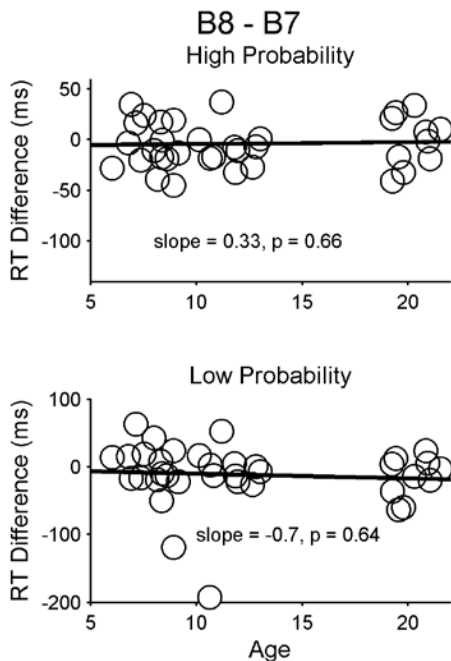 B8 - B7
High Probability
50
0
-50
-100
RT Difference (ms)
slope = 0.33, p = 0.66
5 10 15 20
Low Probability
100
0
-100
-200
RT Difference (ms)
slope = -0.7, p = 0.64
5 10 15 20
Age